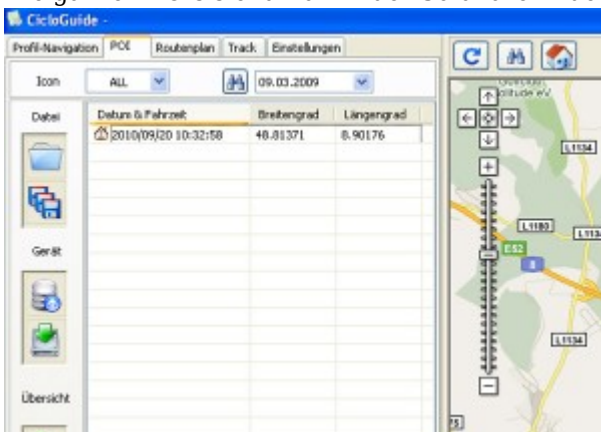 CicloGuide -
Profil-Navigation POI Routenplan Track Einstellungen
Icon ALL 09.03.2009
Datei
Datum & Fahrzeit Breitengrad Längengrad
2010/09/20 10:32:58 48.81371 8.90176
Gerät
Übersicht
L1134
L1180
L113
E52
8
L1134